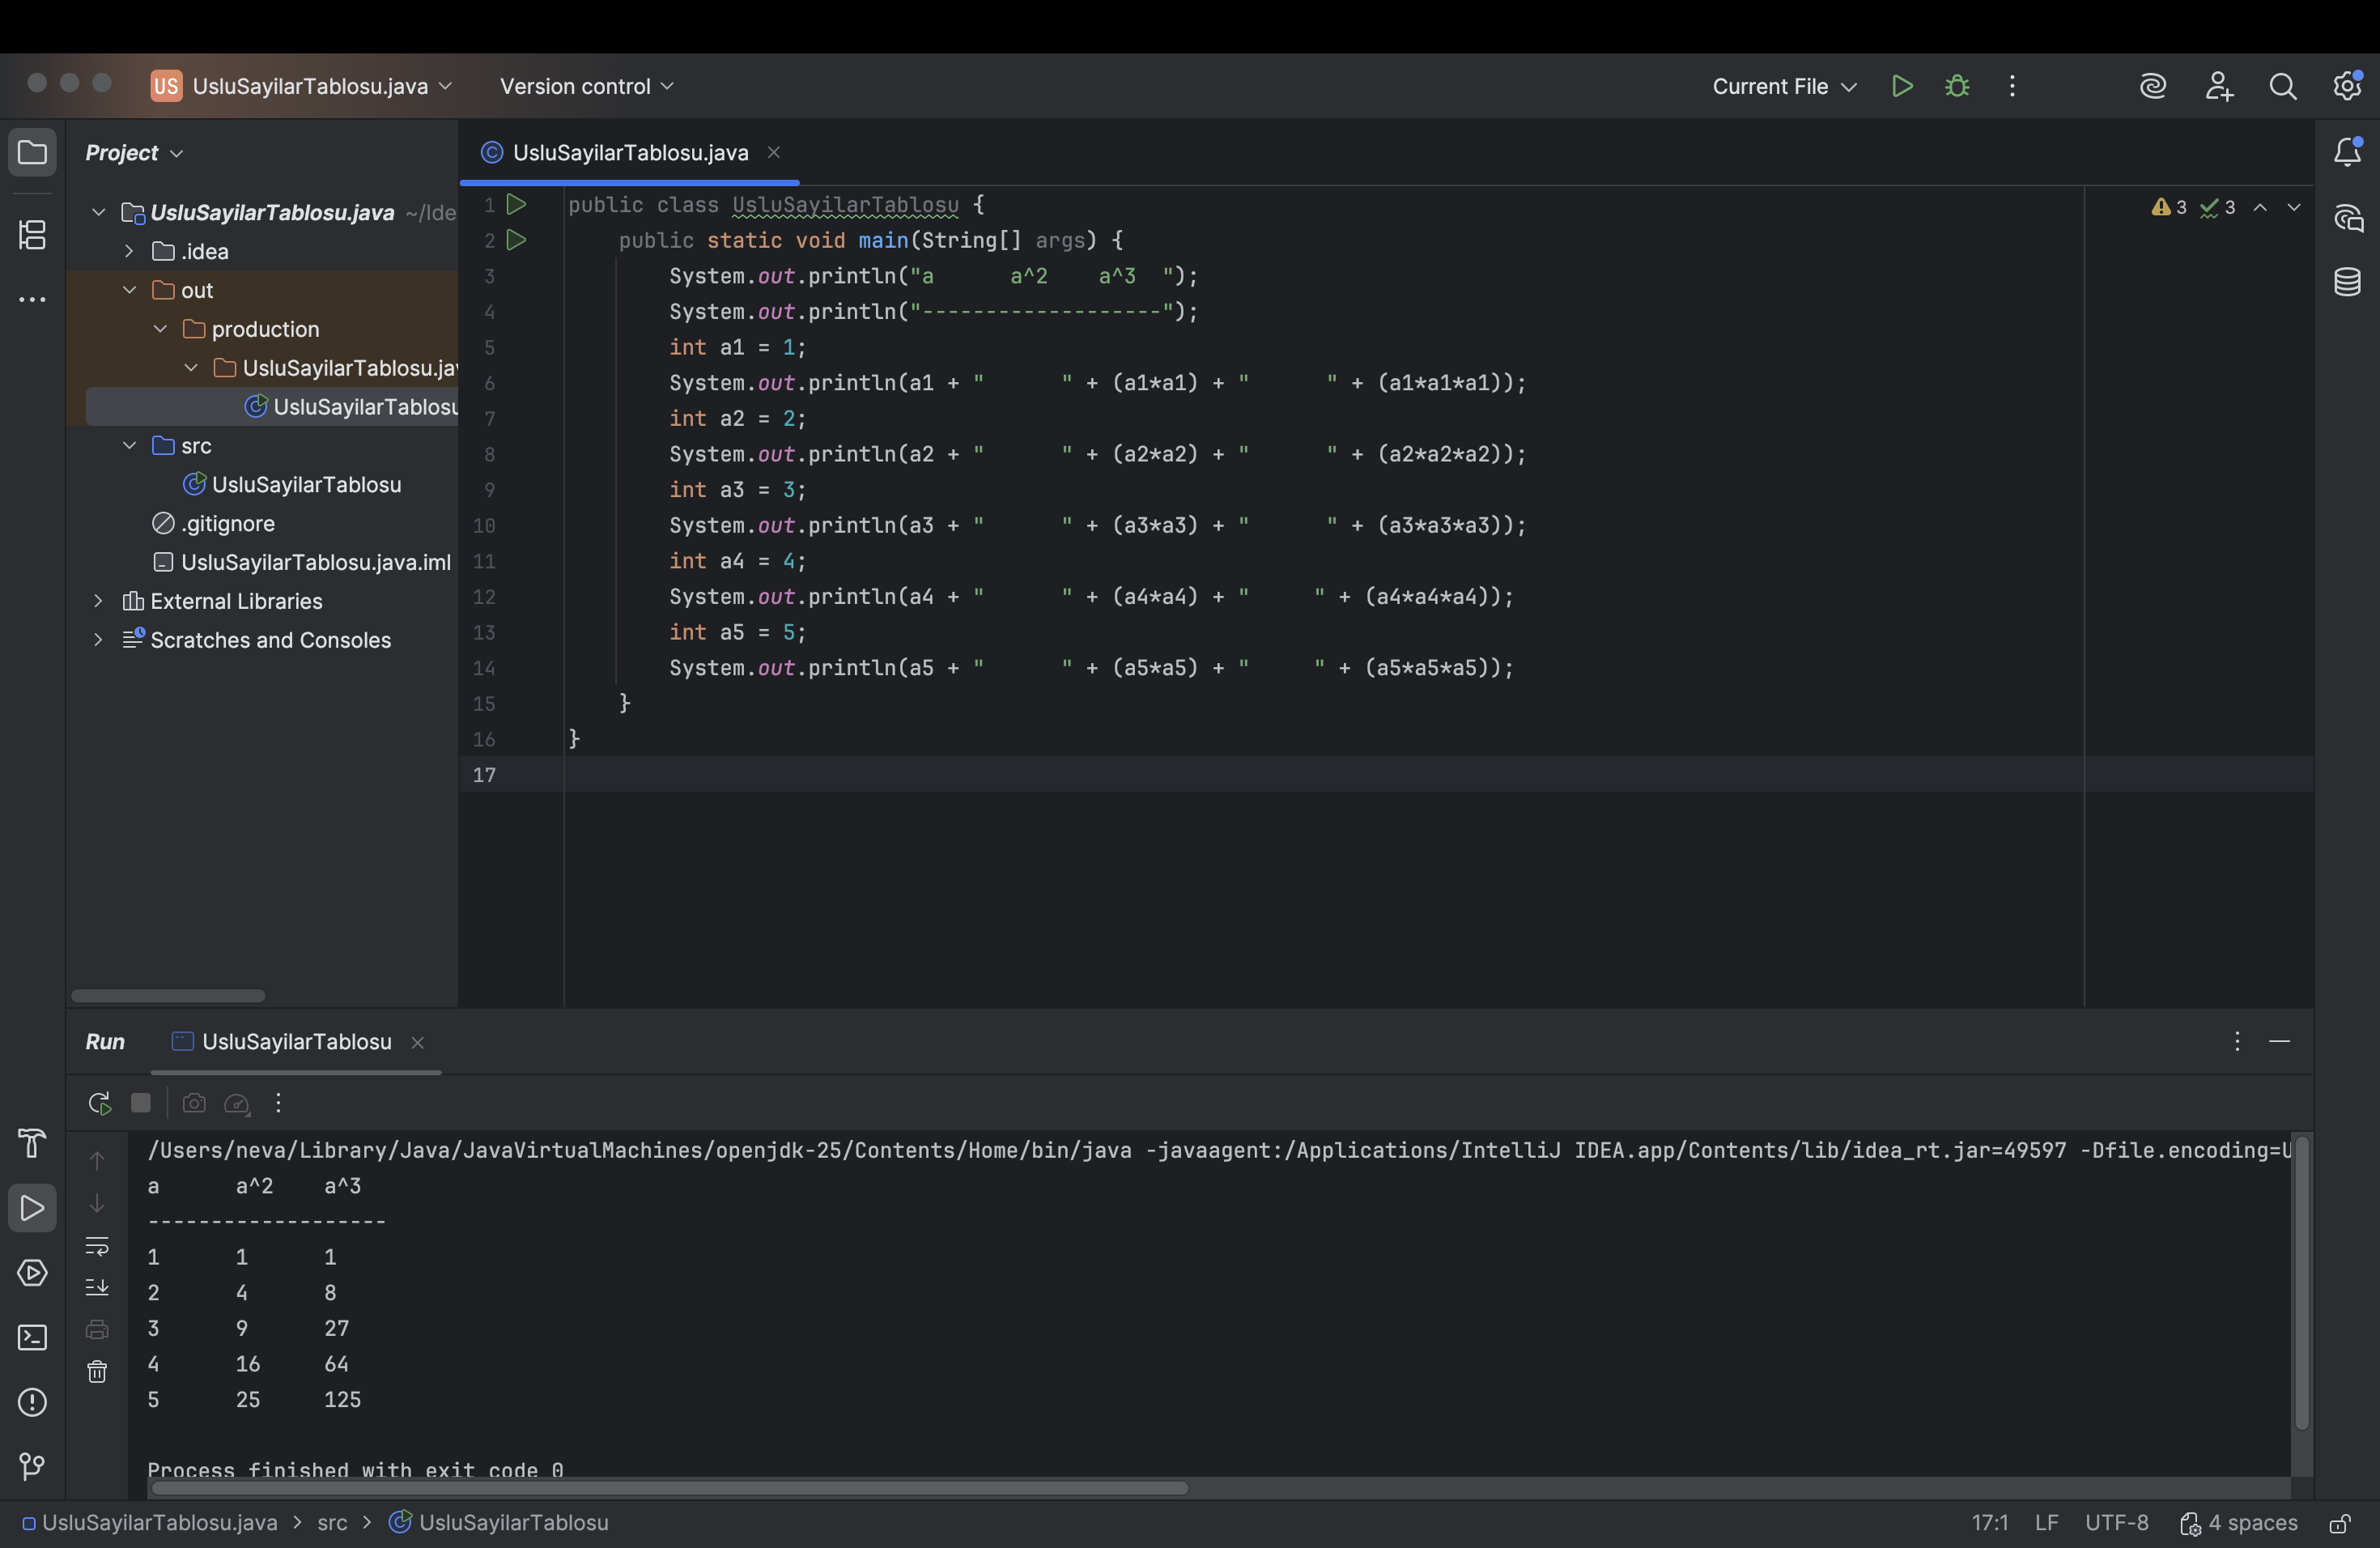 US UsluSayilarTablosu.java Version control Current File
Project
UsluSayilarTablosu.java ~/Ide
.idea
out
production
UsluSayilarTablosu.jav
UsluSayilarTablosu
src
UsluSayilarTablosu
.gitignore
UsluSayilarTablosu.java.iml
External Libraries
Scratches and Consoles
UsluSayilarTablosu.java
3 3
1 public class UsluSayilarTablosu {
2     public static void main(String[] args) {
3         System.out.println("a      a^2    a^3  ");
4         System.out.println("-------------------");
5         int a1 = 1;
6         System.out.println(a1 + "      " + (a1*a1) + "      " + (a1*a1*a1));
7         int a2 = 2;
8         System.out.println(a2 + "      " + (a2*a2) + "      " + (a2*a2*a2));
9         int a3 = 3;
10         System.out.println(a3 + "      " + (a3*a3) + "      " + (a3*a3*a3));
11         int a4 = 4;
12         System.out.println(a4 + "      " + (a4*a4) + "     " + (a4*a4*a4));
13         int a5 = 5;
14         System.out.println(a5 + "      " + (a5*a5) + "     " + (a5*a5*a5));
15     }
16 }
17
Run UsluSayilarTablosu
/Users/neva/Library/Java/JavaVirtualMachines/openjdk-25/Contents/Home/bin/java -javaagent:/Applications/IntelliJ IDEA.app/Contents/lib/idea_rt.jar=49597 -Dfile.encoding=U
a      a^2    a^3
-------------------
1      1      1
2      4      8
3      9      27
4      16     64
5      25     125
Process finished with exit code 0
UsluSayilarTablosu.java > src > UsluSayilarTablosu 17:1 LF UTF-8 4 spaces